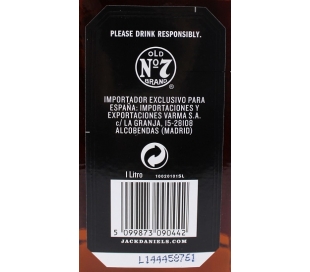 PLEASE DRINK RESPONSIBLY.
OLD
Nº7
BRAND
IMPORTADOR EXCLUSIVO PARA
ESPAÑA: IMPORTACIONES Y
EXPORTACIONES VARMA S.A.
c/ LA GRANJA, 15-28108
ALCOBENDAS (MADRID)
1 Litro
10020101SL
5 099873 090442
JACKDANIELS.COM
L144458761